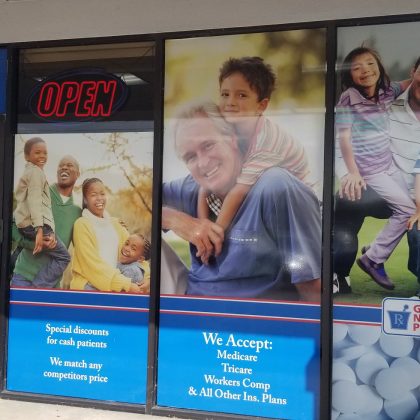 OPEN
Special discounts
for cash patients
We match any
competitors price
We Accept:
Medicare
Tricare
Workers Comp
& All Other Ins. Plans
Rx
G
N
P